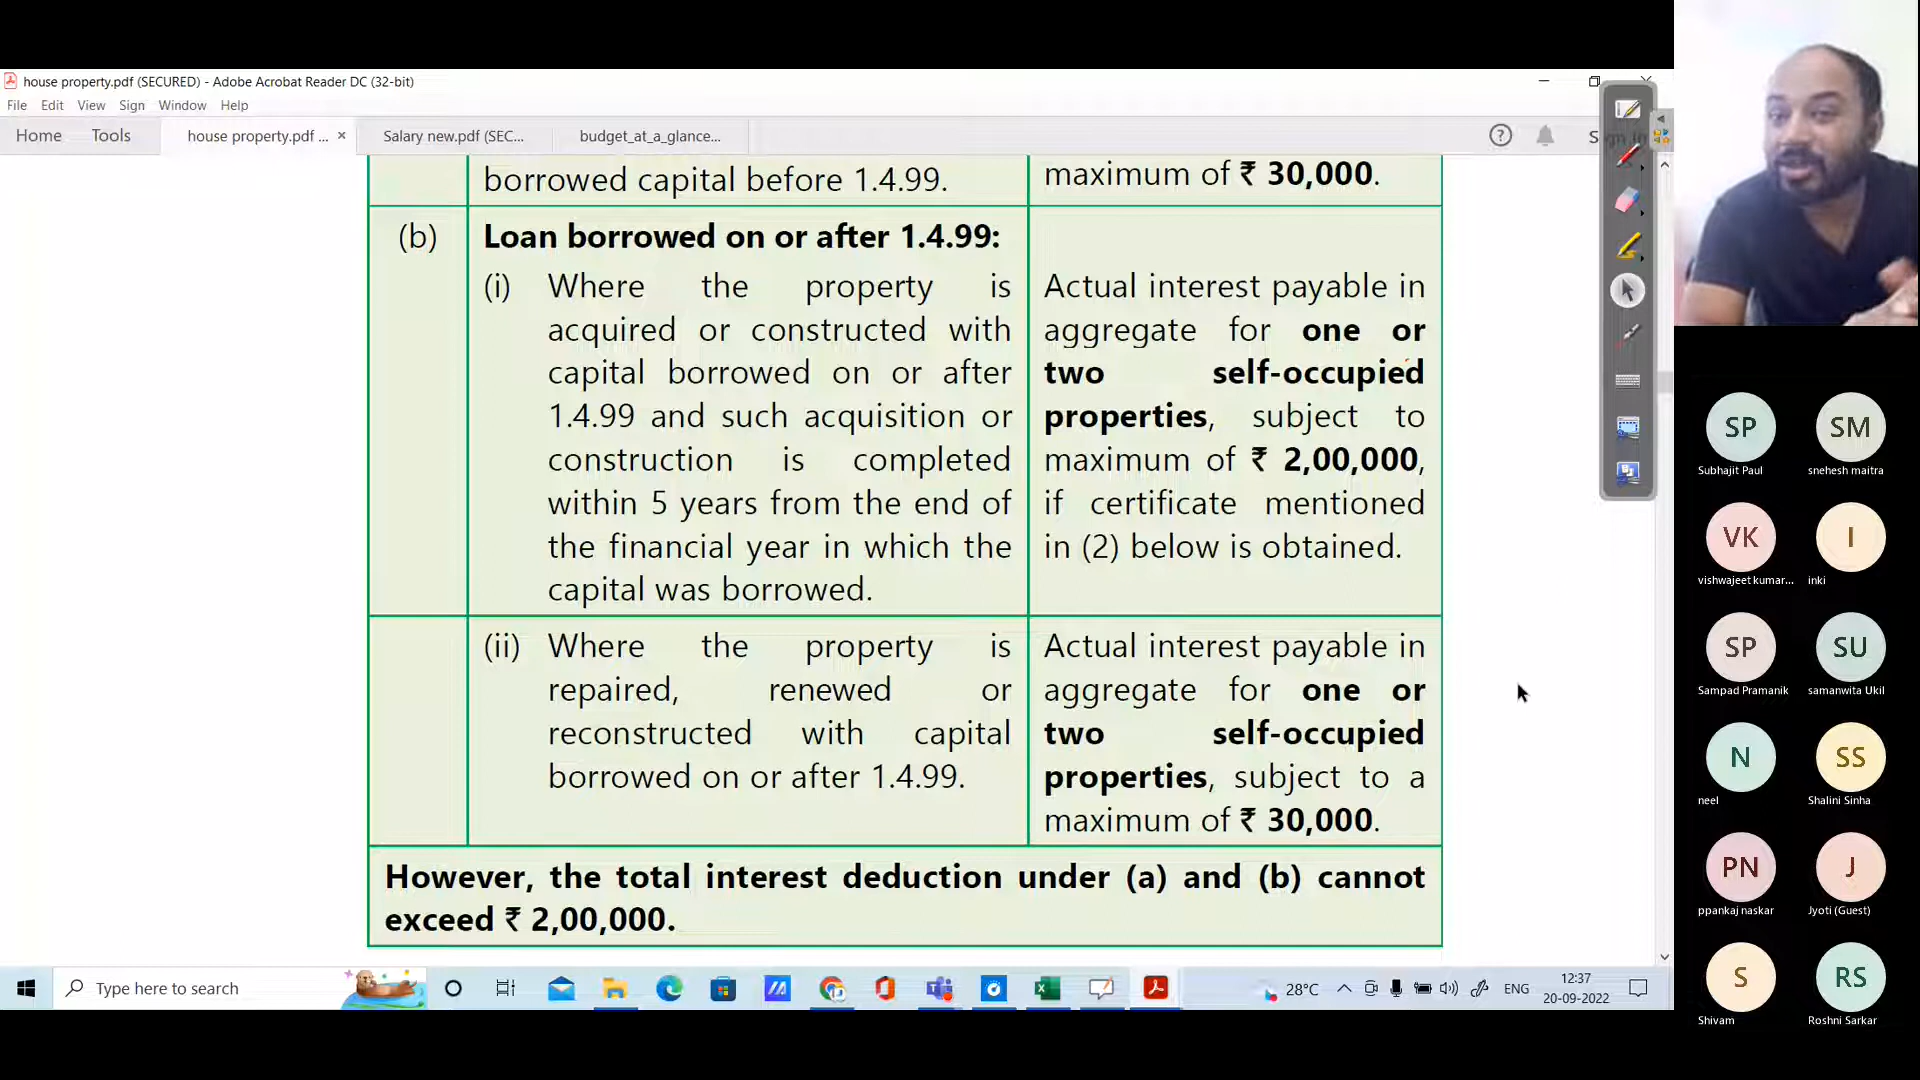 house property.pdf (SECURED) - Adobe Acrobat Reader DC (32-bit)
File Edit View Sign Window Help
Home Tools house property.pdf ... × Salary new.pdf (SEC... budget_at_a_glance... Sign In
borrowed capital before 1.4.99.
maximum of ₹ 30,000.
(b) Loan borrowed on or after 1.4.99:
(i) Where the property is
acquired or constructed with
capital borrowed on or after
1.4.99 and such acquisition or
construction is completed
within 5 years from the end of
the financial year in which the
capital was borrowed.
Actual interest payable in
aggregate for one or
two self-occupied
properties, subject to
maximum of ₹ 2,00,000,
if certificate mentioned
in (2) below is obtained.
(ii) Where the property is
repaired, renewed or
reconstructed with capital
borrowed on or after 1.4.99.
Actual interest payable in
aggregate for one or
two self-occupied
properties, subject to a
maximum of ₹ 30,000.
However, the total interest deduction under (a) and (b) cannot
exceed ₹ 2,00,000.
Type here to search
28°C ENG
12:37
20-09-2022
SP SM
Subhajit Paul snehesh maitra
VK I
vishwajeet kumar... inki
SP SU
Sampad Pramanik samanwita Ukil
N SS
neel Shalini Sinha
PN J
ppankaj naskar Jyoti (Guest)
S RS
Shivam Roshni Sarkar